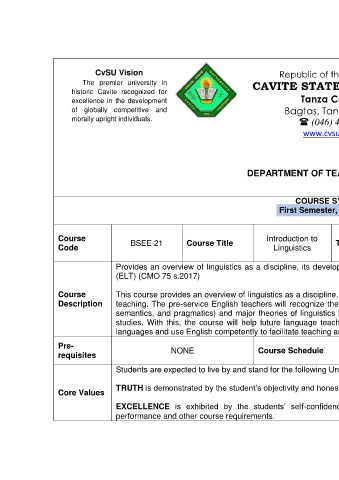 CvSU Vision
The premier university in
historic Cavite recognized for
excellence in the development
of globally competitive and
morally upright individuals.
Republic of th
CAVITE STATE
Tanza Ca
Bagtas, Tan
☎ (046) 4
www.cvsu
DEPARTMENT OF TEA
COURSE SY
First Semester,
Course Code
BSEE 21
Course Title
Introduction to Linguistics
T
Course Description
Provides an overview of linguistics as a discipline, its develop
(ELT) (CMO 75 s.2017)
This course provides an overview of linguistics as a discipline,
teaching. The pre-service English teachers will recognize the
semantics, and pragmatics) and major theories of linguistics i
studies. With this, the course will help future language teach
languages and use English competently to facilitate teaching a
Pre-requisites
NONE
Course Schedule
Core Values
Students are expected to live by and stand for the following Un
TRUTH is demonstrated by the student's objectivity and hones
EXCELLENCE is exhibited by the students' self-confidenc
performance and other course requirements.